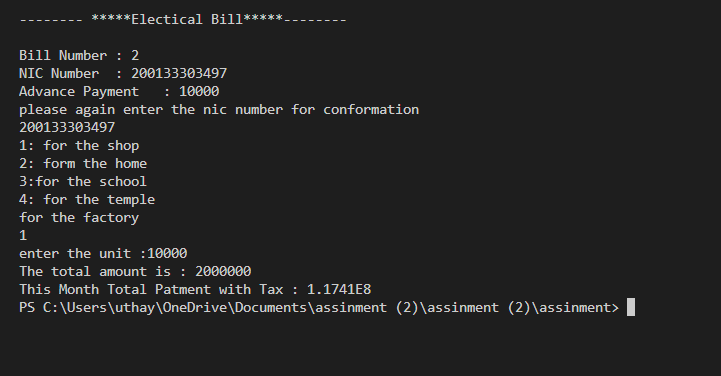 -------- *****Electical Bill*****--------
Bill Number : 2
NIC Number  : 200133303497
Advance Payment   : 10000
please again enter the nic number for conformation
200133303497
1: for the shop
2: form the home
3:for the school
4: for the temple
for the factory
1
enter the unit :10000
The total amount is : 2000000
This Month Total Patment with Tax : 1.1741E8
PS C:\Users\uthay\OneDrive\Documents\assinment (2)\assinment (2)\assinment>